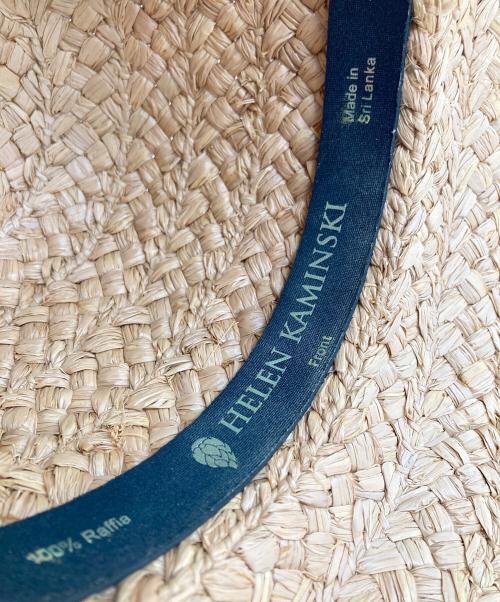 100% Raffia
HELEN KAMINSKI
Front
Made in
Sri Lanka